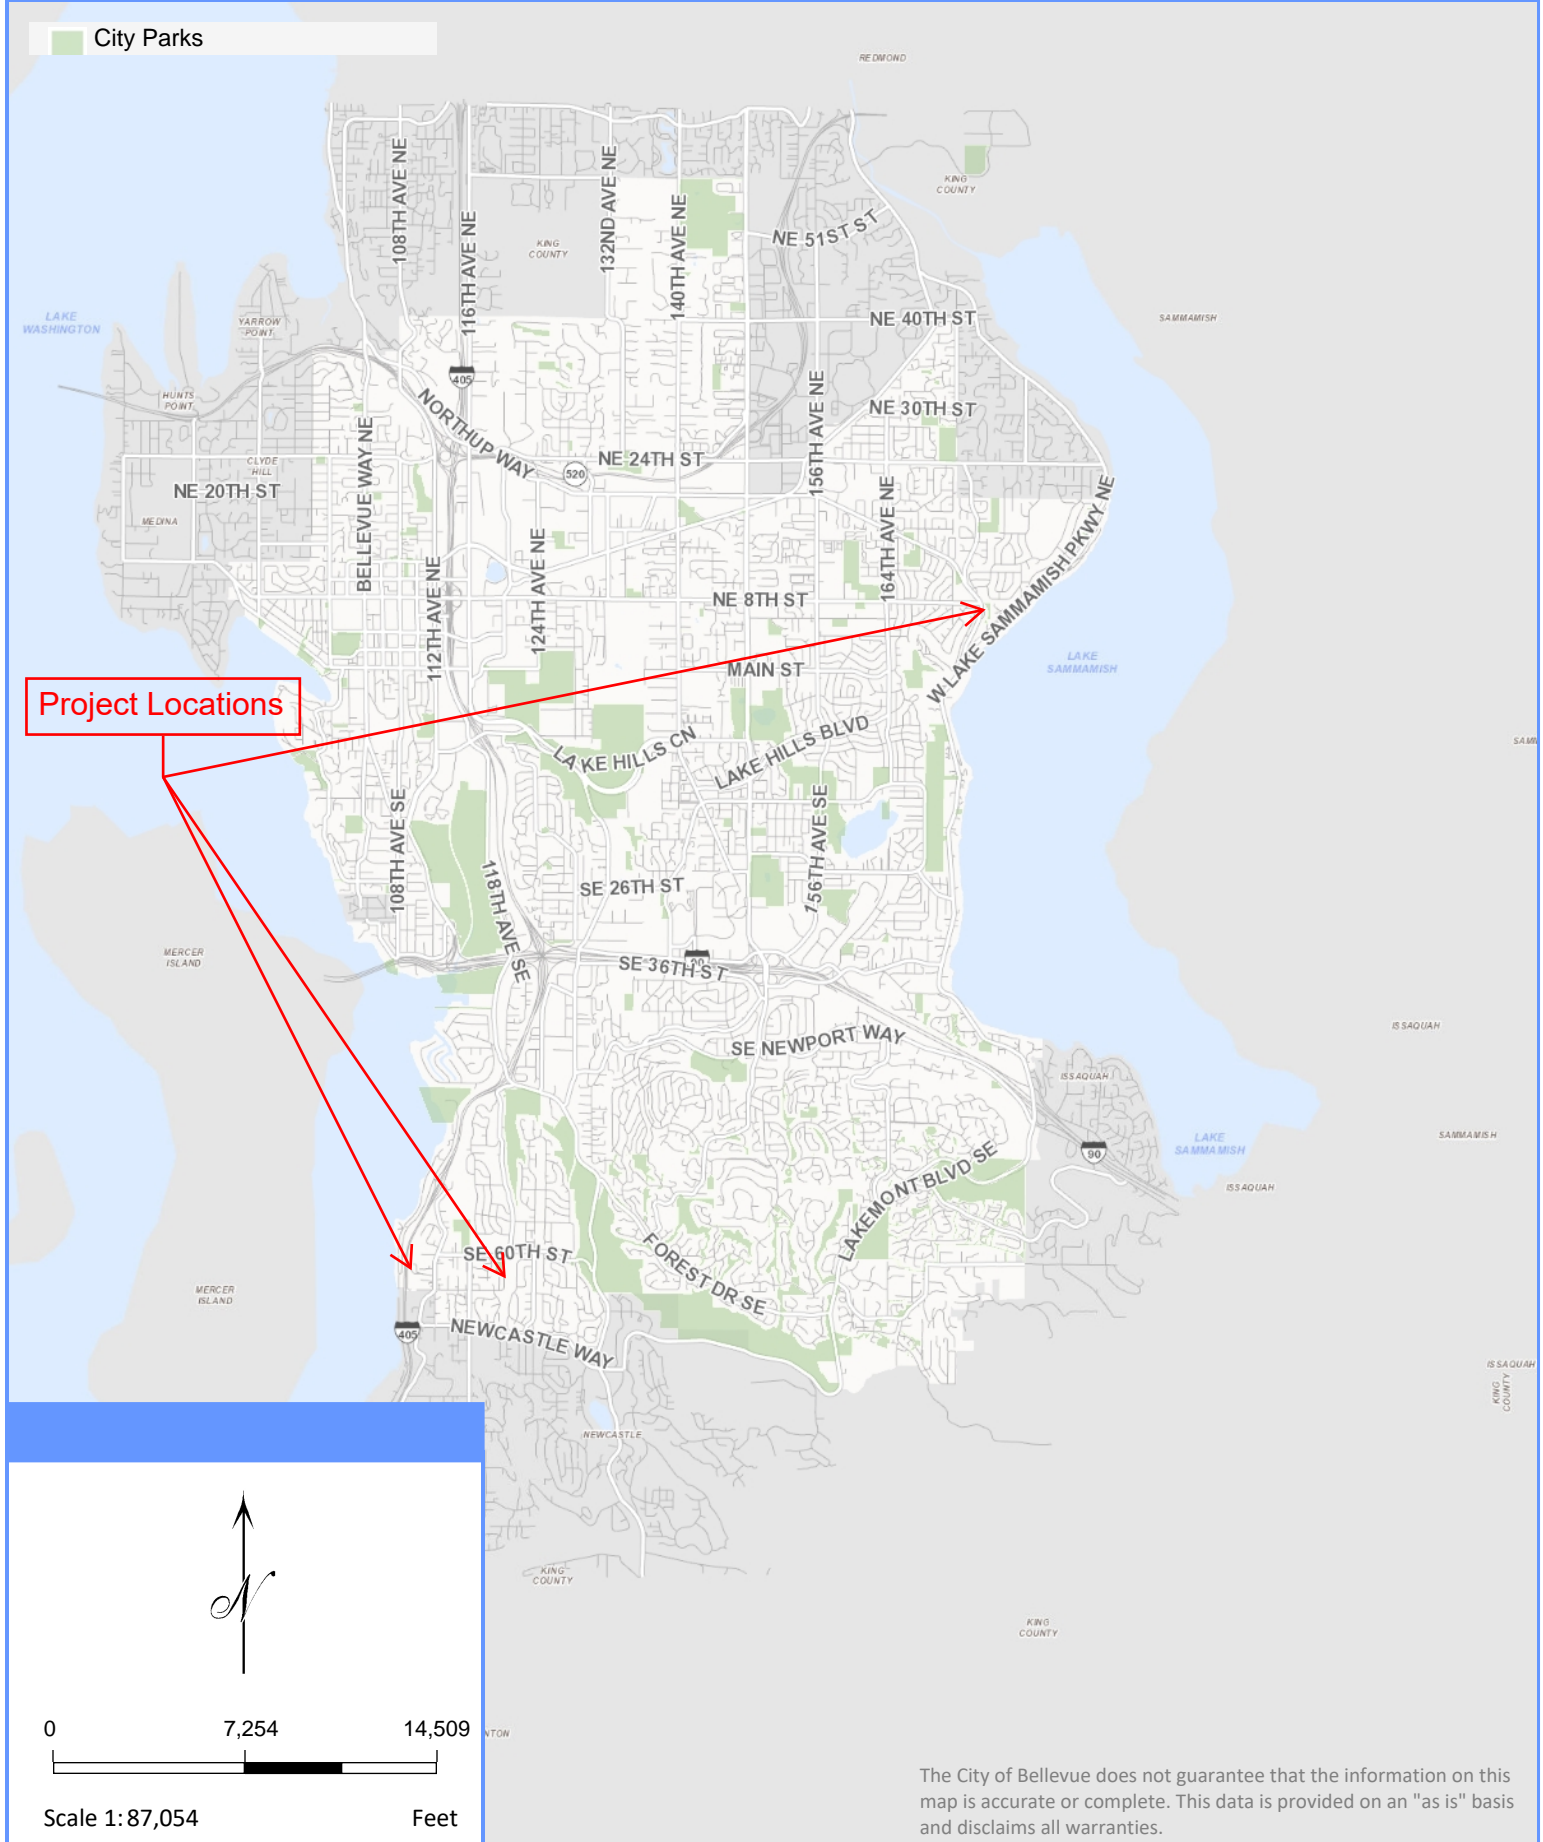 City Parks
REDMOND
108TH AVE NE
132ND AVE NE
140TH AVE NE
116TH AVE NE
KING
COUNTY
KING
COUNTY
NE 51ST ST
LAKE
WASHINGTON
YARROW
POINT
NE 40TH ST
SAMMAMISH
405
HUNTS
POINT
NORTHUP WAY
156TH AVE NE
NE 30TH ST
BELLEVUE WAY NE
CLYDE
HILL
NE 24TH ST
520
NE 20TH ST
MEDINA
164TH AVE NE
W LAKE SAMMAMISH PKWY NE
112TH AVE NE
124TH AVE NE
NE 8TH ST
MAIN ST
LAKE
SAMMAMISH
Project Locations
LAKE HILLS CN
LAKE HILLS BLVD
SAMM
108TH AVE SE
156TH AVE SE
118TH AVE SE
SE 26TH ST
MERCER
ISLAND
SE 36TH ST
ISSAQUAH
SE NEWPORT WAY
ISSAQUAH
LAKE
SAMMAMISH
90
SAMMAMISH
ISSAQUAH
LAKEMONT BLVD SE
SE 60TH ST
FOREST DR SE
MERCER
ISLAND
405
NEWCASTLE WAY
ISSAQUAH
KING
COUNTY
NEWCASTLE
N
KING
COUNTY
KING
COUNTY
NTON
0 7,254 14,509
Scale 1: 87,054 Feet
The City of Bellevue does not guarantee that the information on this
map is accurate or complete. This data is provided on an "as is" basis
and disclaims all warranties.